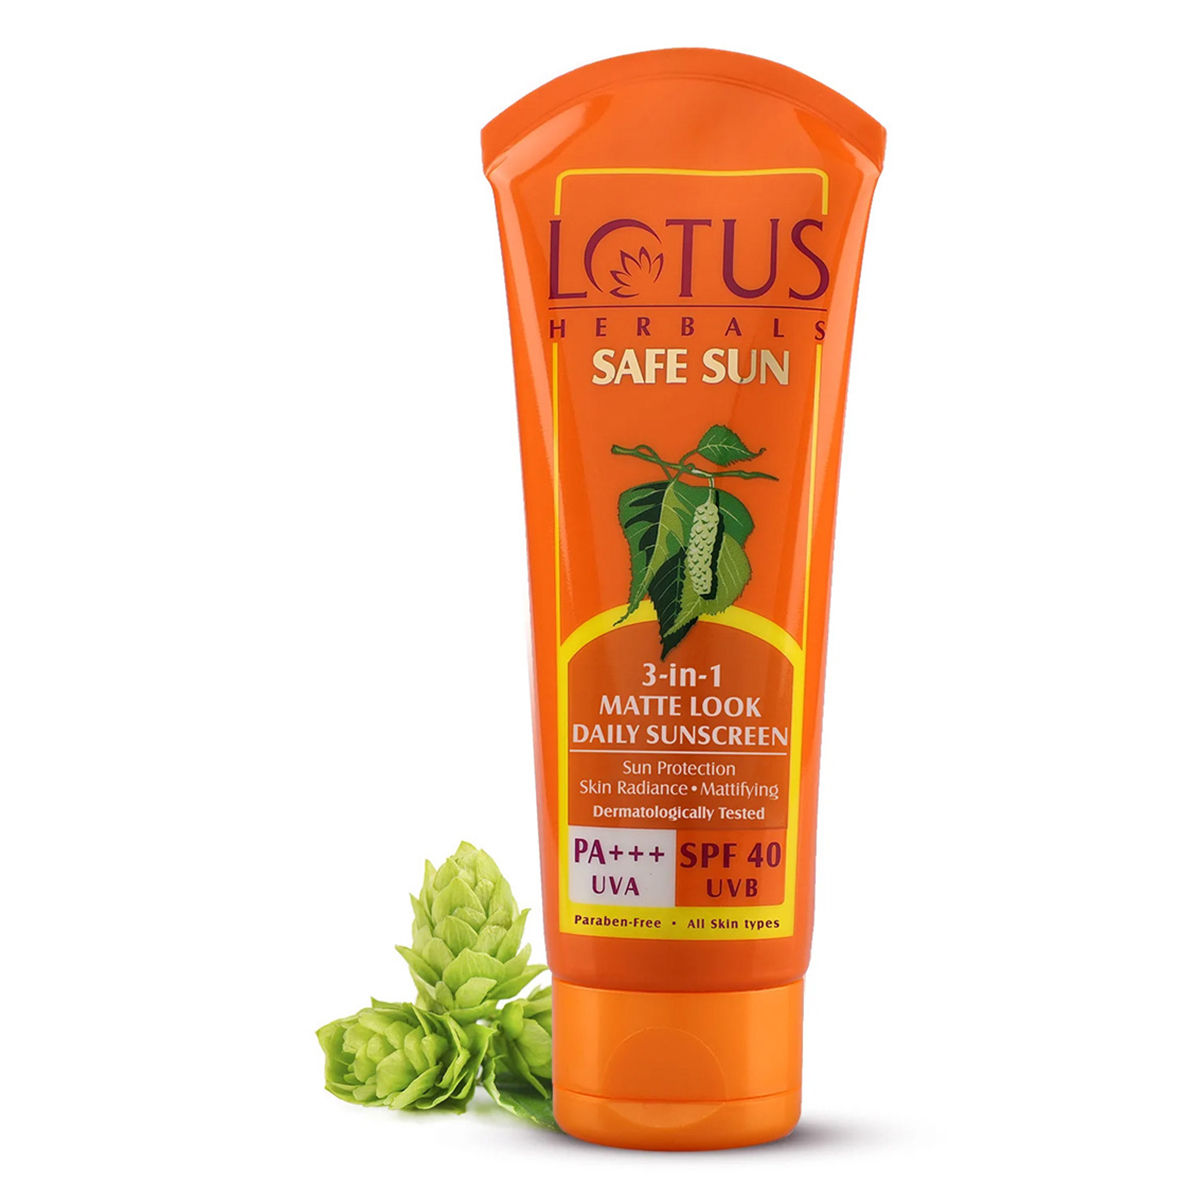 LOTUS
HERBALS
SAFE SUN
3-in-1
MATTE LOOK
DAILY SUNSCREEN
Sun Protection
Skin Radiance • Mattifying
Dermatologically Tested
PA+++ SPF 40
UVA UVB
Paraben-Free • All Skin types